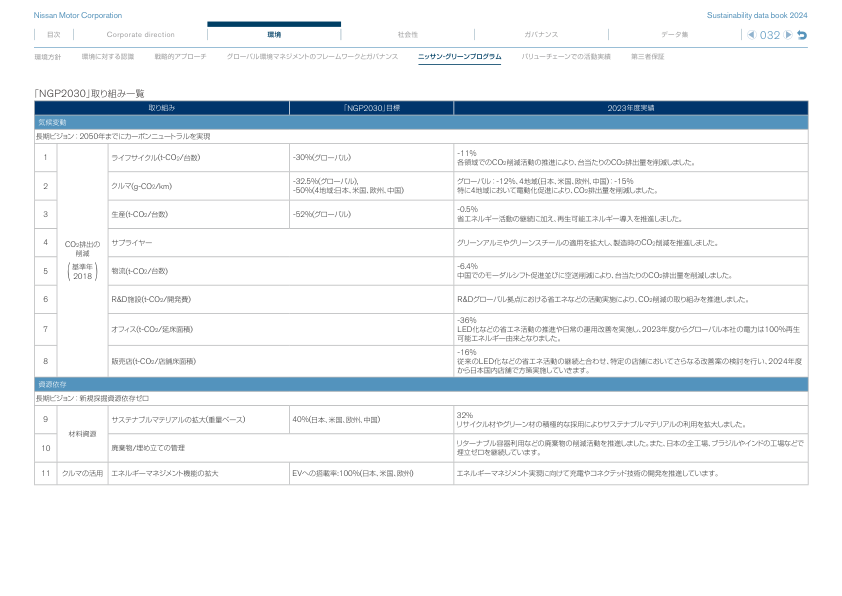 Nissan Motor Corporation
Sustainability data book 2024
目次
Corporate direction
環境
社会性
ガバナンス
データ集
032
環境方針
環境に対する認識
戦略的アプローチ
グローバル環境マネジメントのフレームワークとガバナンス
ニッサン・グリーンプログラム
バリューチェーンでの活動実績
第三者保証
「NGP2030」取り組み一覧
取り組み
「NGP2030」目標
2023年度実績
気候変動
長期ビジョン：2050年までにカーボンニュートラルを実現
CO₂排出の
削減
(基準年
2018)
1
ライフサイクル(t-CO₂/台数)
-30%(グローバル)
-11%
各領域でのCO₂削減活動の推進により、台当たりのCO₂排出量を削減しました。
2
クルマ(g-CO₂/km)
-32.5%(グローバル),
-50%(4地域:日本、米国、欧州、中国)
グローバル：-12%、4地域(日本、米国、欧州、中国)：-15%
特に4地域において電動化促進により、CO₂排出量を削減しました。
3
生産(t-CO₂/台数)
-52%(グローバル)
-0.5%
省エネルギー活動の継続に加え、再生可能エネルギー導入を推進しました。
4
サプライヤー
グリーンアルミやグリーンスチールの適用を拡大し、製造時のCO₂削減を推進しました。
5
物流(t-CO₂/台数)
-6.4%
中国でのモーダルシフト促進並びに空送削減により、台当たりのCO₂排出量を削減しました。
6
R&D施設(t-CO₂/開発費)
R&Dグローバル拠点における省エネなどの活動実施により、CO₂削減の取り組みを推進しました。
7
オフィス(t-CO₂/延床面積)
-36%
LED化などの省エネ活動の推進や日常の運用改善を実施し、2023年度からグローバル本社の電力は100%再生
可能エネルギー由来となりました。
8
販売店(t-CO₂/店舗床面積)
-16%
従来のLED化などの省エネ活動の継続と合わせ、特定の店舗においてさらなる改善案の検討を行い、2024年度
から日本国内店舗で方策実施していきます。
資源依存
長期ビジョン：新規採掘資源依存ゼロ
材料資源
9
サステナブルマテリアルの拡大(重量ベース)
40%(日本、米国、欧州、中国)
32%
リサイクル材やグリーン材の積極的な採用によりサステナブルマテリアルの利用を拡大しました。
10
廃棄物/埋め立ての管理
リターナブル容器利用などの廃棄物の削減活動を推進しました。また、日本の全工場、ブラジルやインドの工場などで
埋立ゼロを継続しています。
11
クルマの活用
エネルギーマネジメント機能の拡大
EVへの搭載率:100%(日本、米国、欧州)
エネルギーマネジメント実現に向けて充電やコネクテッド技術の開発を推進しています。